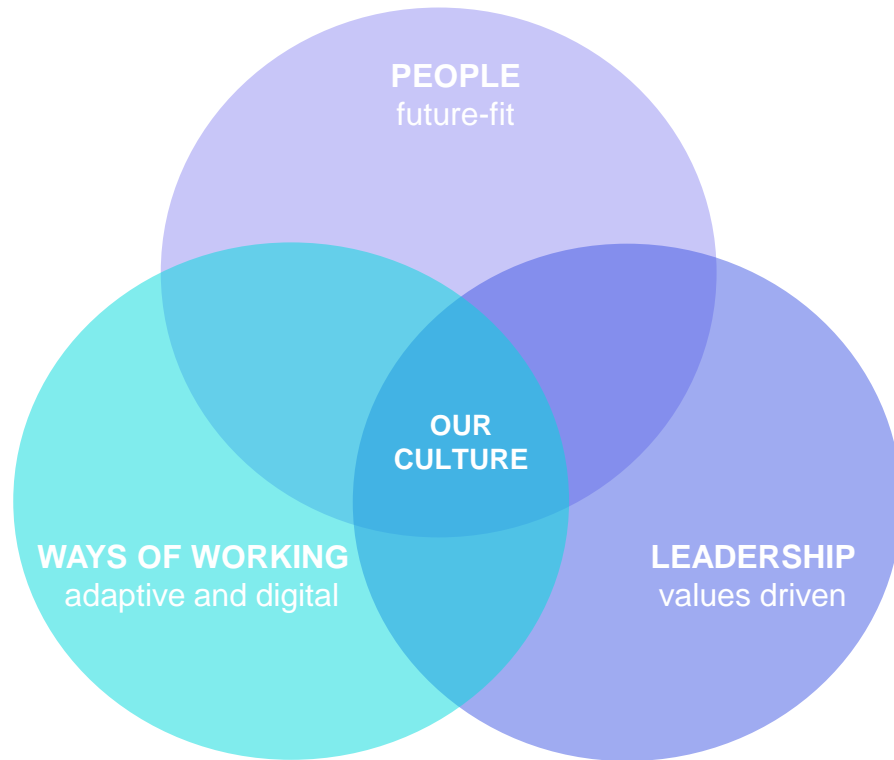 PEOPLE
future-fit
OUR
CULTURE
WAYS OF WORKING
adaptive and digital
LEADERSHIP
values driven